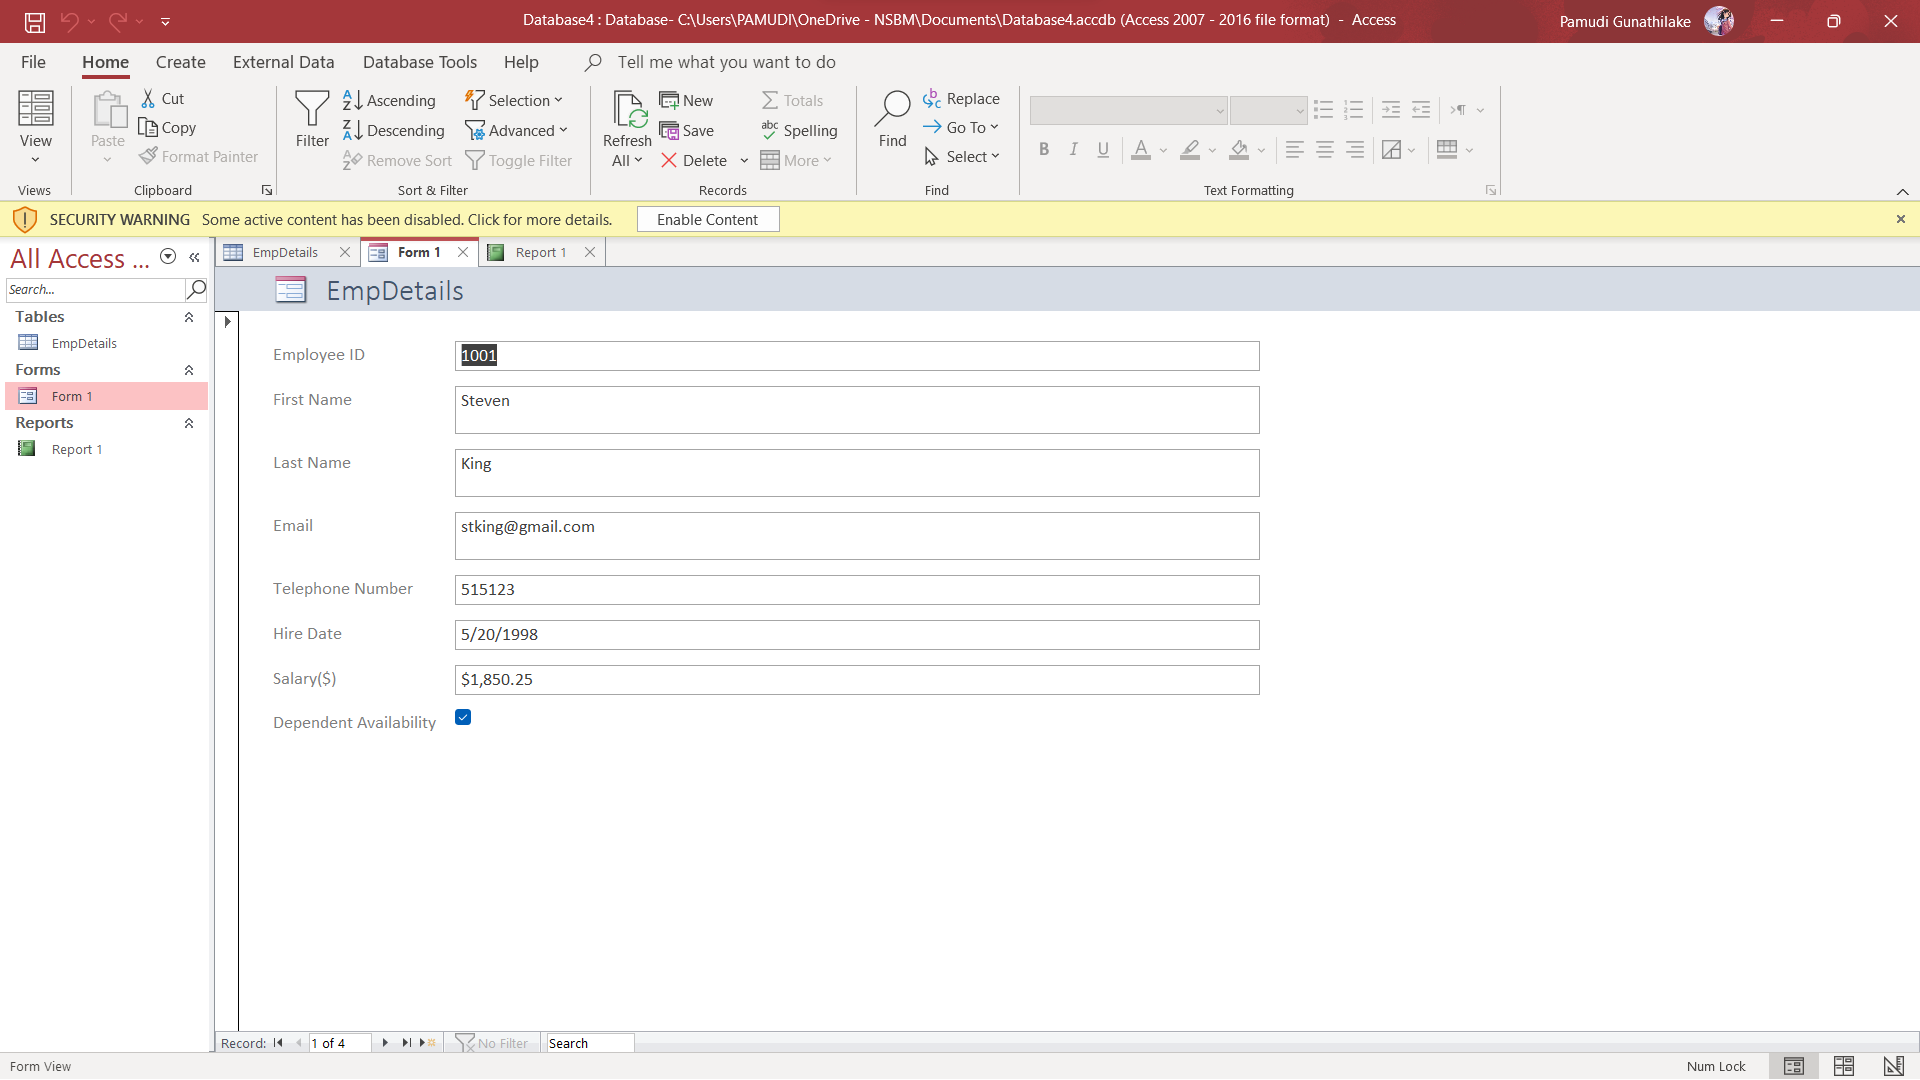 Database4 : Database- C:\Users\PAMUDI\OneDrive - NSBM\Documents\Database4.accdb (Access 2007 - 2016 file format) - Access
Pamudi Gunathilake
File Home Create External Data Database Tools Help Tell me what you want to do
View
Views
Paste
Cut
Copy
Format Painter
Clipboard
Filter
Ascending
Descending
Remove Sort
Selection
Advanced
Toggle Filter
Sort & Filter
Refresh
All
New
Save
Delete
Totals
Spelling
More
Records
Find
Replace
Go To
Select
Find
B I U
Text Formatting
SECURITY WARNING Some active content has been disabled. Click for more details. Enable Content
All Access ...
Search...
Tables
EmpDetails
Forms
Form 1
Reports
Report 1
EmpDetails Form 1 Report 1
EmpDetails
Employee ID 1001
First Name Steven
Last Name King
Email stking@gmail.com
Telephone Number 515123
Hire Date 5/20/1998
Salary($) $1,850.25
Dependent Availability
Record: 1 of 4 No Filter Search
Form View Num Lock